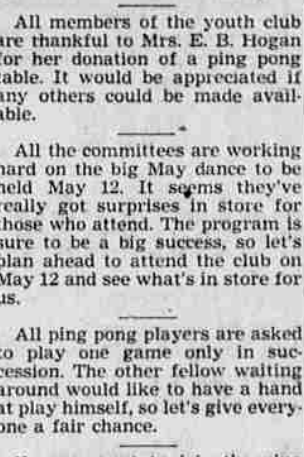 All members of the youth club
are thankful to Mrs. E. B. Hogan
for her donation of a ping pong
table. It would be appreciated if
any others could be made avail-
able.
All the committees are working
hard on the big May dance to be
held May 12. It seems they've
really got surprises in store for
those who attend. The program is
sure to be a big success, so let's
plan ahead to attend the club on
May 12 and see what's in store for
us.
All ping pong players are asked
to play one game only in suc-
cession. The other fellow waiting
around would like to have a hand
at play himself, so let's give every-
one a fair chance.